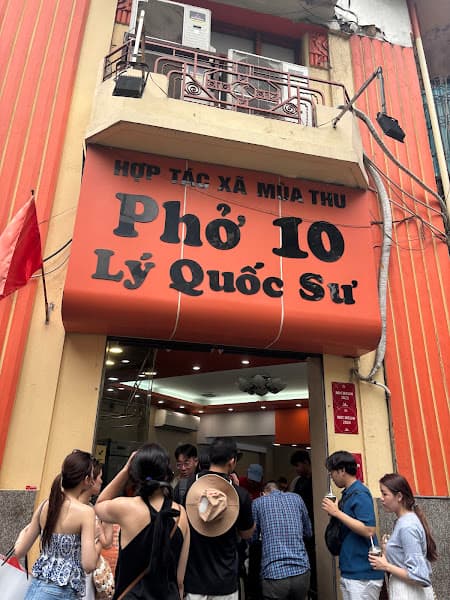 HỢP TÁC XÃ MÙA THU
Phở 10
Lý Quốc Sư